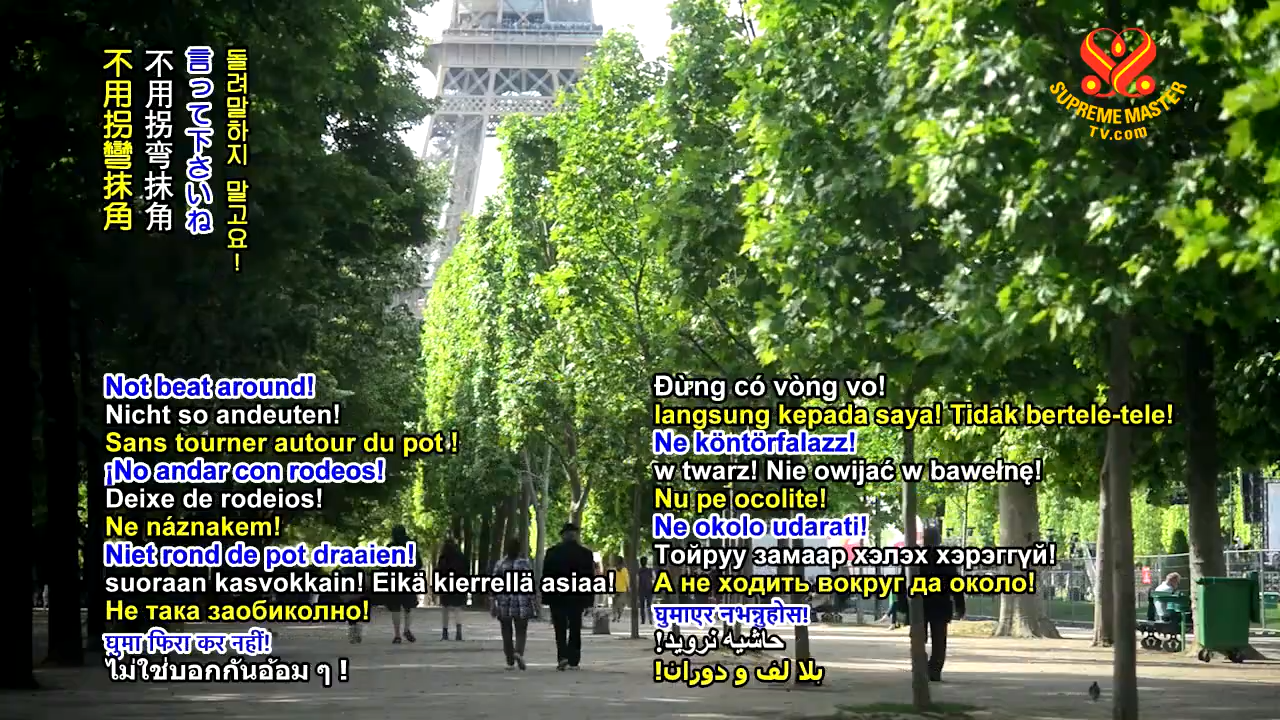 不用拐彎抹角
不用拐弯抹角
言って下さいね
돌려말하지 말고요!
SUPREME MASTER
TV.com
Not beat around!
Nicht so andeuten!
Sans tourner autour du pot !
¡No andar con rodeos!
Deixe de rodeios!
Ne náznakem!
Niet rond de pot draaien!
suoraan kasvokkain! Eikä kierrellä asiaa!
Не така заобиколно!
घुमा फिरा कर नहीं!
ไม่ใช่บอกกันอ้อม ๆ !
Đừng có vòng vo!
langsung kepada saya! Tidak bertele-tele!
Ne köntörfalazz!
w twarz! Nie owijać w bawełnę!
Nu pe ocolite!
Ne okolo udarati!
Тойруу замаар хэлэх хэрэггүй!
А не ходить вокруг да около!
घुमाएर नभन्नुहोस!
حاشیه نروید!
بلا لف و دوران!